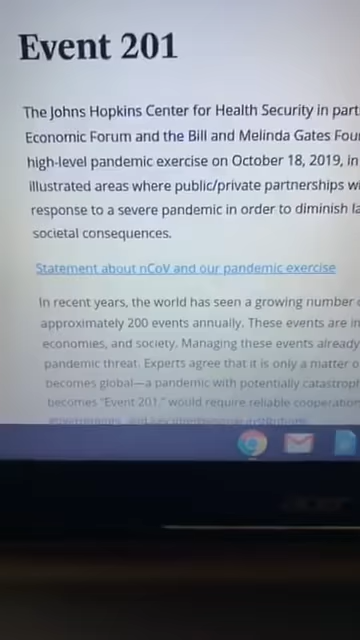 Event 201
The Johns Hopkins Center for Health Security in part
Economic Forum and the Bill and Melinda Gates Fou
high-level pandemic exercise on October 18, 2019, in
illustrated areas where public/private partnerships wi
response to a severe pandemic in order to diminish la
societal consequences.
Statement about nCoV and our pandemic exercise
In recent years, the world has seen a growing number
approximately 200 events annually. These events are in
economies, and society. Managing these events already
pandemic threat. Experts agree that it is only a matter o
becomes global—a pandemic with potentially catastrop
becomes "Event 201," would require reliable cooperation
acer